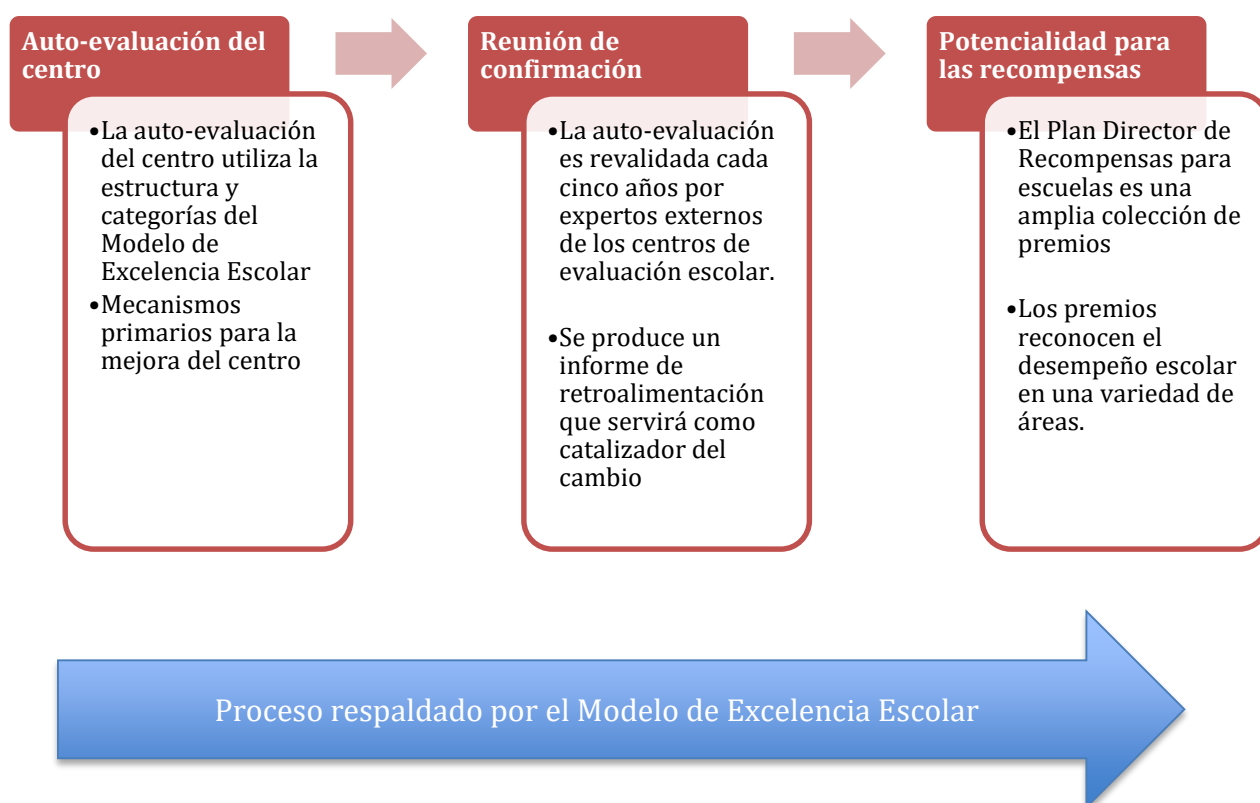 Auto-evaluación del
centro
•La auto-evaluación
del centro utiliza la
estructura y
categorías del
Modelo de
Excelencia Escolar
•Mecanismos
primarios para la
mejora del centro
Reunión de
confirmación
•La auto-evaluación
es revalidada cada
cinco años por
expertos externos
de los centros de
evaluación escolar.
•Se produce un
informe de
retroalimentación
que servirá como
catalizador del
cambio
Potencialidad para
las recompensas
•El Plan Director de
Recompensas para
escuelas es una
amplia colección de
premios
•Los premios
reconocen el
desempeño escolar
en una variedad de
áreas.
Proceso respaldado por el Modelo de Excelencia Escolar